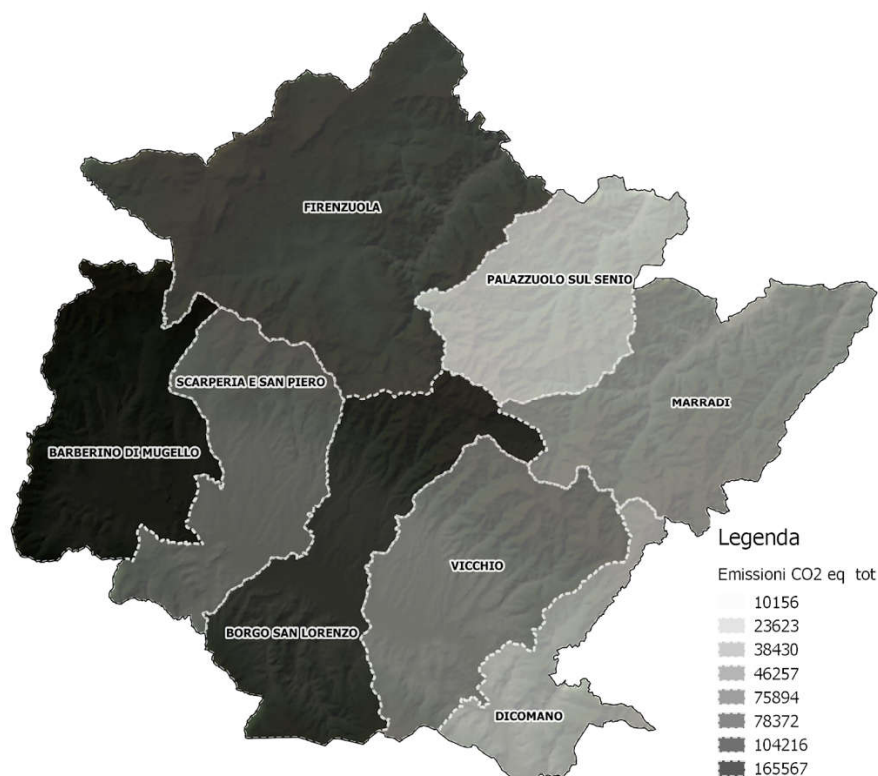 FIRENZUOLA
PALAZZUOLO SUL SENIO
SCARPERIA E SAN PIERO
MARRADI
BARBERINO DI MUGELLO
VICCHIO
BORGO SAN LORENZO
DICOMANO
Legenda
Emissioni CO2 eq tot
10156
23623
38430
46257
75894
78372
104216
165567